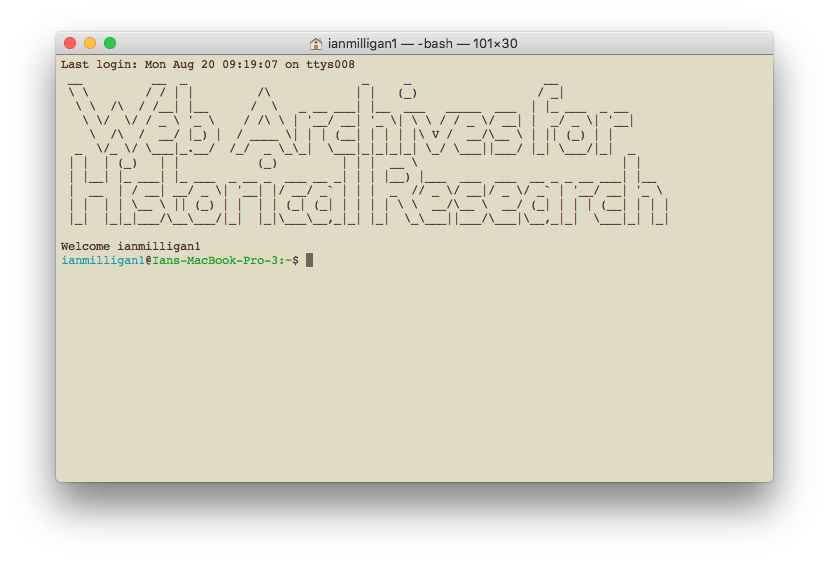 ianmilligan1 — -bash — 101×30
Last login: Mon Aug 20 09:19:07 on ttys008
Web Archives for
Historical Research
Welcome ianmilligan1
ianmilligan1@Ians-MacBook-Pro-3:~$